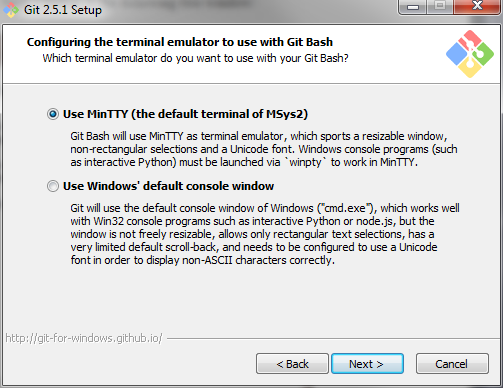 Git 2.5.1 Setup
Configuring the terminal emulator to use with Git Bash
Which terminal emulator do you want to use with your Git Bash?
Use MinTTY (the default terminal of MSys2)
Git Bash will use MinTTY as terminal emulator, which sports a resizable window,
non-rectangular selections and a Unicode font. Windows console programs (such
as interactive Python) must be launched via `winpty` to work in MinTTY.
Use Windows' default console window
Git will use the default console window of Windows ("cmd.exe"), which works well
with Win32 console programs such as interactive Python or node.js, but the
window is not freely resizable, allows only rectangular text selections, has a
very limited default scroll-back, and needs to be configured to use a Unicode
font in order to display non-ASCII characters correctly.
http://git-for-windows.github.io/
< Back
Next >
Cancel